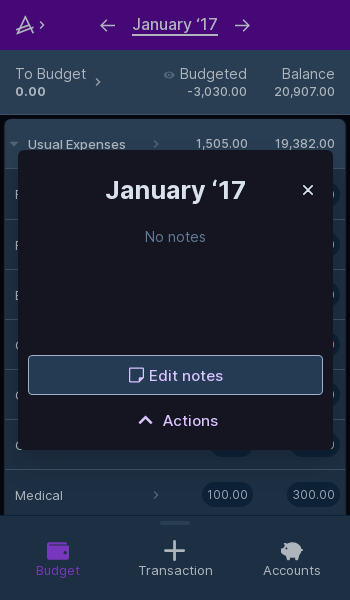 January ‘17
To Budget
0.00
Budgeted
-3,030.00
Balance
20,907.00
Usual Expenses 1,505.00 19,382.00
January ‘17
No notes
Edit notes
Actions
Medical 100.00 300.00
Budget
Transaction
Accounts